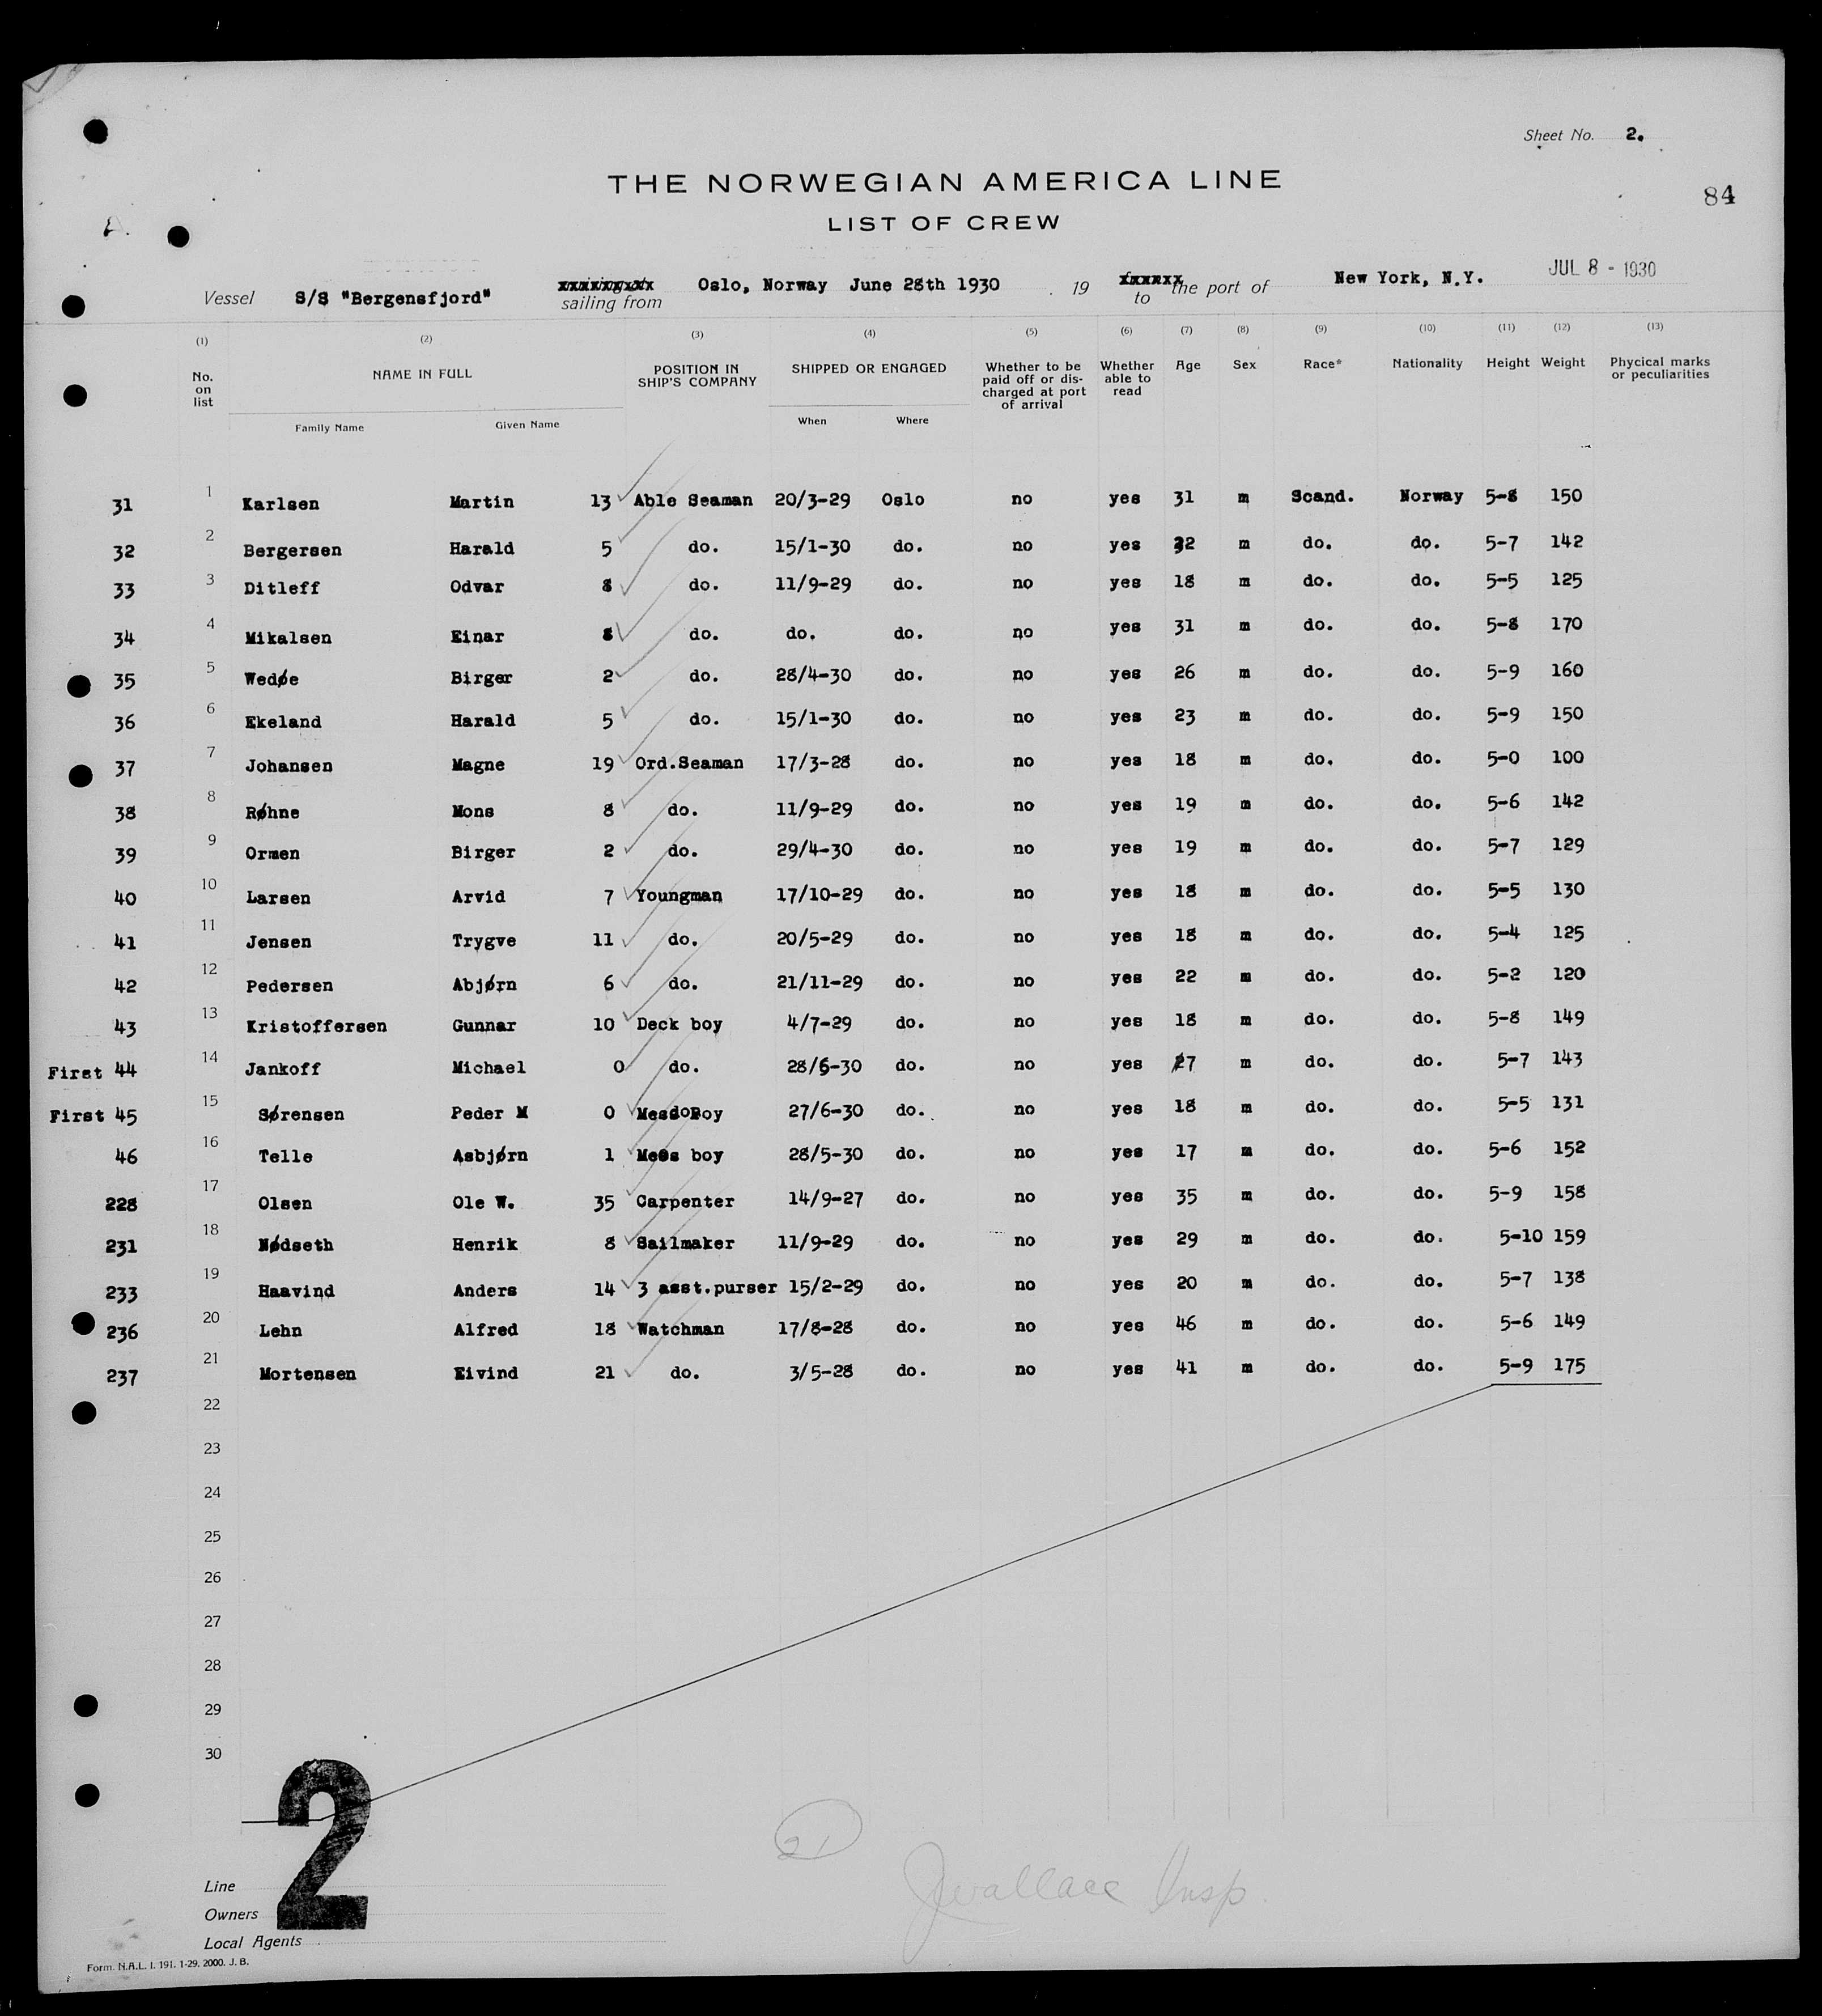 Sheet No. 2.
THE NORWEGIAN AMERICA LINE
84
LIST OF CREW
Vessel S/S "Bergensfjord" sailing from Oslo, Norway June 28th 1930 . 19 to the port of New York, N.Y. JUL 8 - 1930
(1) (2) (3) (4) (5) (6) (7) (8) (9) (10) (11) (12) (13)
No. on list NAME IN FULL POSITION IN SHIP'S COMPANY SHIPPED OR ENGAGED Whether to be paid off or discharged at port of arrival Whether able to read Age Sex Race* Nationality Height Weight Phycical marks or peculiarities
Family Name Given Name When Where
31 1 Karlsen Martin 13 Able Seaman 20/3-29 Oslo no yes 31 m Scand. Norway 5-8 150
32 2 Bergersen Harald 5 do. 15/1-30 do. no yes 32 m do. do. 5-7 142
33 3 Ditleff Odvar 8 do. 11/9-29 do. no yes 18 m do. do. 5-5 125
34 4 Mikalsen Einar 8 do. do. do. no yes 31 m do. do. 5-8 170
35 5 Wedøe Birger 2 do. 28/4-30 do. no yes 26 m do. do. 5-9 160
36 6 Ekeland Harald 5 do. 15/1-30 do. no yes 23 m do. do. 5-9 150
37 7 Johansen Magne 19 Ord.Seaman 17/3-28 do. no yes 18 m do. do. 5-0 100
38 8 Røhne Mons 8 do. 11/9-29 do. no yes 19 m do. do. 5-6 142
39 9 Ormen Birger 2 do. 29/4-30 do. no yes 19 m do. do. 5-7 129
40 10 Larsen Arvid 7 Youngman 17/10-29 do. no yes 18 m do. do. 5-5 130
41 11 Jensen Trygve 11 do. 20/5-29 do. no yes 18 m do. do. 5-4 125
42 12 Pedersen Abjørn 6 do. 21/11-29 do. no yes 22 m do. do. 5-2 120
43 13 Kristoffersen Gunnar 10 Deck boy 4/7-29 do. no yes 18 m do. do. 5-8 149
First 44 14 Jankoff Michael 0 do. 28/6-30 do. no yes 27 m do. do. 5-7 143
First 45 15 Sørensen Peder M 0 Boy 27/6-30 do. no yes 18 m do. do. 5-5 131
46 16 Telle Asbjørn 1 Mess boy 28/5-30 do. no yes 17 m do. do. 5-6 152
228 17 Olsen Ole W. 35 Carpenter 14/9-27 do. no yes 35 m do. do. 5-9 158
231 18 Nødseth Henrik 8 Sailmaker 11/9-29 do. no yes 29 m do. do. 5-10 159
233 19 Haavind Anders 14 3 asst.purser 15/2-29 do. no yes 20 m do. do. 5-7 138
236 20 Lehn Alfred 18 Watchman 17/8-28 do. no yes 46 m do. do. 5-6 149
237 21 Mortensen Eivind 21 do. 3/5-28 do. no yes 41 m do. do. 5-9 175
22
23
24
25
26
27
28
29
30
2
21
JWallace Insp.
Line
Owners
Local Agents
Form. N.A.L. I. 191. 1-29. 2000. J. B.